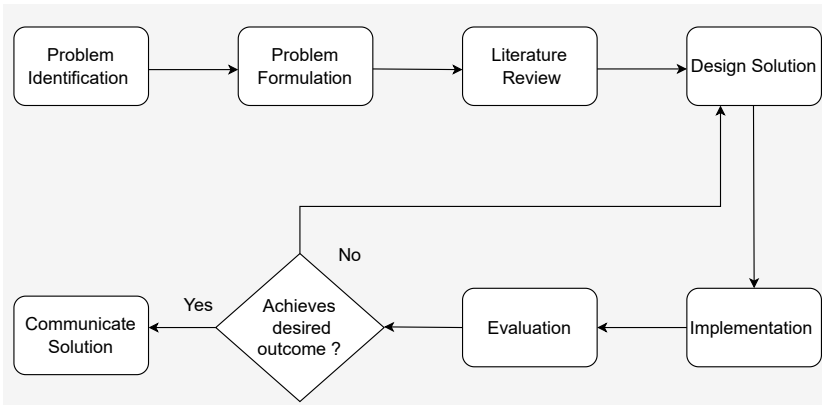 Problem
Identification
Problem
Formulation
Literature
Review
Design Solution
No
Yes
Achieves
desired
outcome ?
Communicate
Solution
Evaluation
Implementation